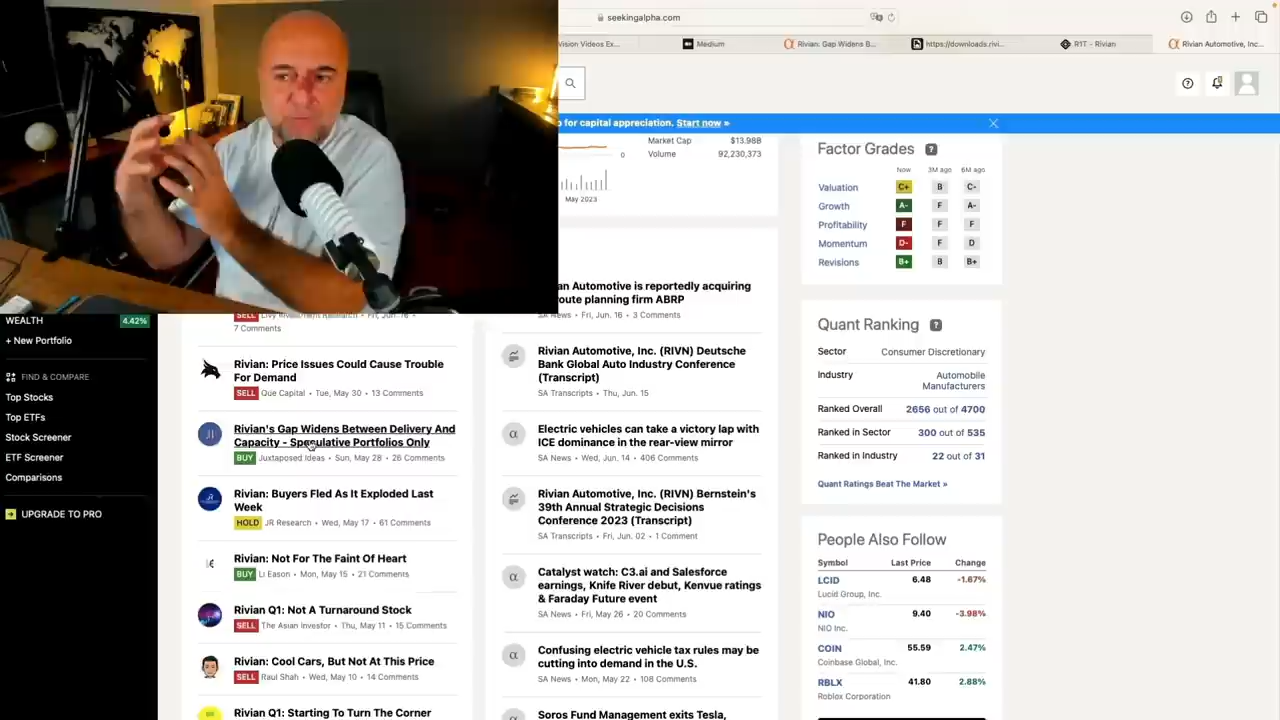 seekingalpha.com
ision Videos Ex...
Medium
Rivian: Gap Widens B...
https://downloads.rivi...
R1T - Rivian
Rivian Automotive, Inc...
for capital appreciation. Start now »
Market Cap $13.98B
Volume 92,230,373
0
May 2023
Factor Grades
Now 3M ago 6M ago
Valuation C+ B C-
Growth A- F A-
Profitability F F F
Momentum D- F D
Revisions B+ B B+
WEALTH 4.42%
+ New Portfolio
FIND & COMPARE
Top Stocks
Top ETFs
Stock Screener
ETF Screener
Comparisons
UPGRADE TO PRO
SELL
7 Comments
Rivian: Price Issues Could Cause Trouble
For Demand
SELL Que Capital • Tue, May 30 • 13 Comments
Rivian's Gap Widens Between Delivery And
Capacity - Speculative Portfolios Only
BUY Juxtaposed Ideas • Sun, May 28 • 26 Comments
Rivian: Buyers Fled As It Exploded Last
Week
HOLD JR Research • Wed, May 17 • 61 Comments
Rivian: Not For The Faint Of Heart
BUY Li Eason • Mon, May 15 • 21 Comments
Rivian Q1: Not A Turnaround Stock
SELL The Asian Investor • Thu, May 11 • 15 Comments
Rivian: Cool Cars, But Not At This Price
SELL Raul Shah • Wed, May 10 • 14 Comments
Rivian Q1: Starting To Turn The Corner
ian Automotive is reportedly acquiring
route planning firm ABRP
SA News • Fri, Jun. 16 • 3 Comments
Rivian Automotive, Inc. (RIVN) Deutsche
Bank Global Auto Industry Conference
(Transcript)
SA Transcripts • Thu, Jun. 15
Electric vehicles can take a victory lap with
ICE dominance in the rear-view mirror
SA News • Wed, Jun. 14 • 406 Comments
Rivian Automotive, Inc. (RIVN) Bernstein's
39th Annual Strategic Decisions
Conference 2023 (Transcript)
SA Transcripts • Fri, Jun. 02 • 1 Comment
Catalyst watch: C3.ai and Salesforce
earnings, Knife River debut, Kenvue ratings
& Faraday Future event
SA News • Fri, May 26 • 20 Comments
Confusing electric vehicle tax rules may be
cutting into demand in the U.S.
SA News • Mon, May 22 • 108 Comments
Soros Fund Management exits Tesla,
Quant Ranking
Sector Consumer Discretionary
Industry Automobile
Manufacturers
Ranked Overall 2656 out of 4700
Ranked in Sector 300 out of 535
Ranked in Industry 22 out of 31
Quant Ratings Beat The Market »
People Also Follow
Symbol Last Price Change
LCID 6.48 -1.67%
Lucid Group, Inc.
NIO 9.40 -3.98%
NIO Inc.
COIN 55.59 2.47%
Coinbase Global, Inc.
RBLX 41.80 2.88%
Roblox Corporation